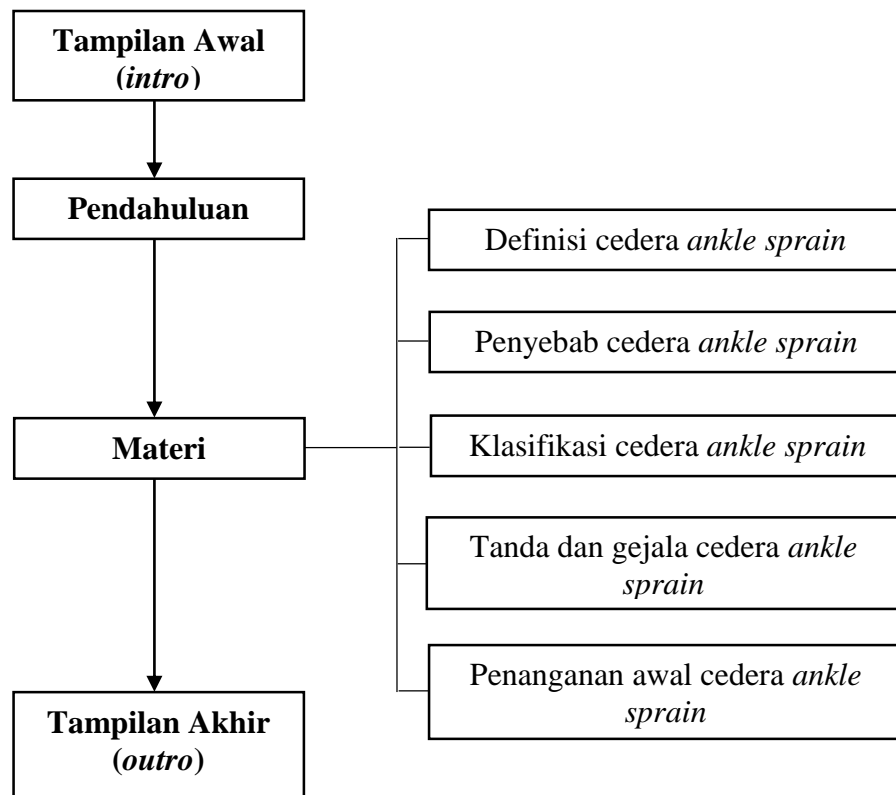 Tampilan Awal
(intro)
Pendahuluan
Materi
Definisi cedera ankle sprain
Penyebab cedera ankle sprain
Klasifikasi cedera ankle sprain
Tanda dan gejala cedera ankle
sprain
Penanganan awal cedera ankle
sprain
Tampilan Akhir
(outro)